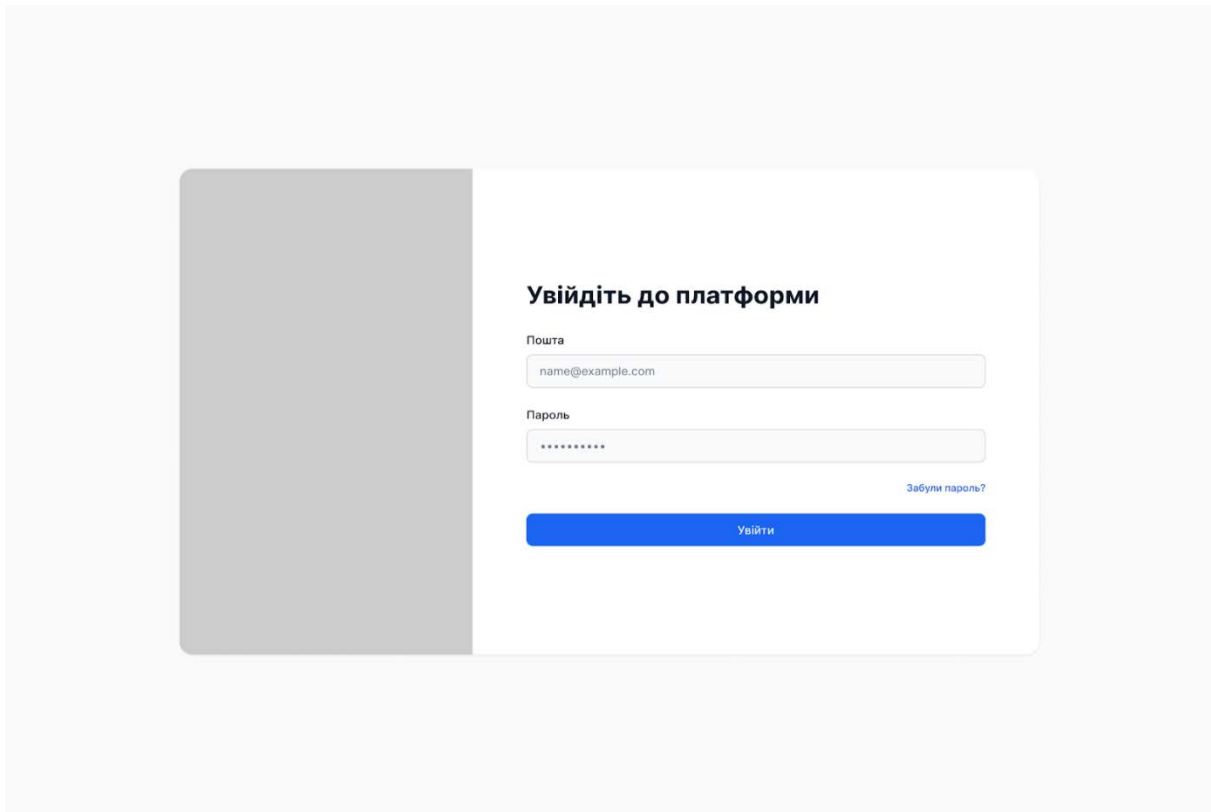 Увійдіть до платформи
Пошта
name@example.com
Пароль
••••••••••
Забули пароль?
Увійти